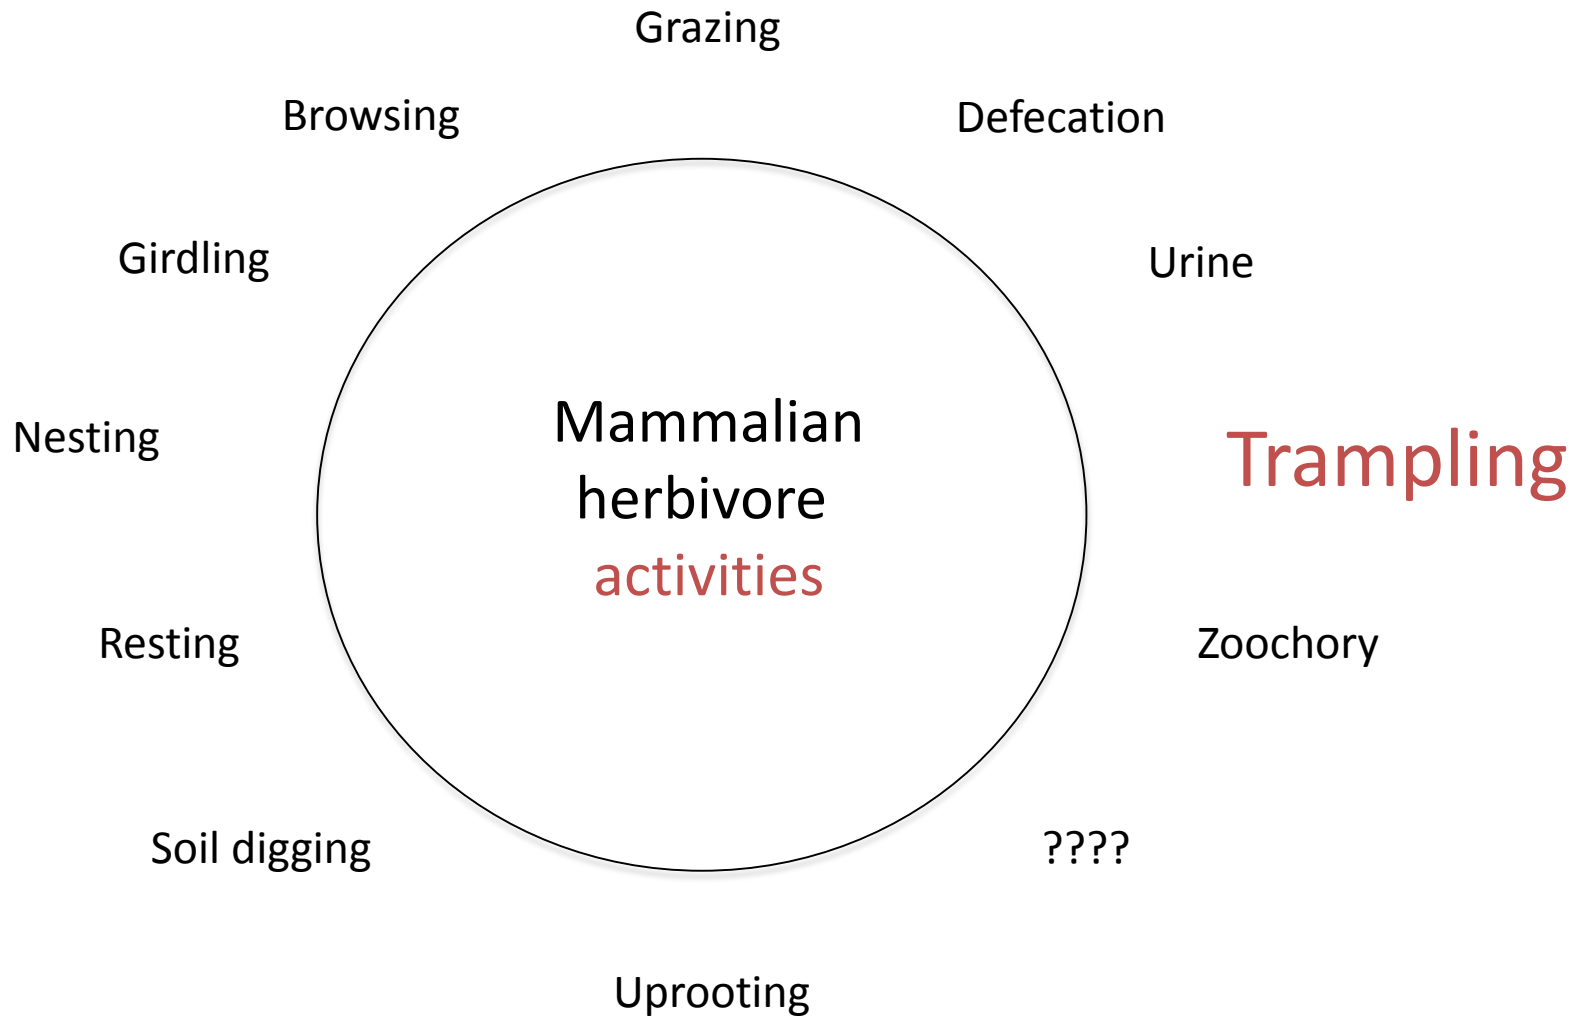 Grazing
Browsing
Defecation
Girdling
Urine
Mammalian
herbivore
activities
Nesting
Trampling
Resting
Zoochory
Soil digging
????
Uprooting